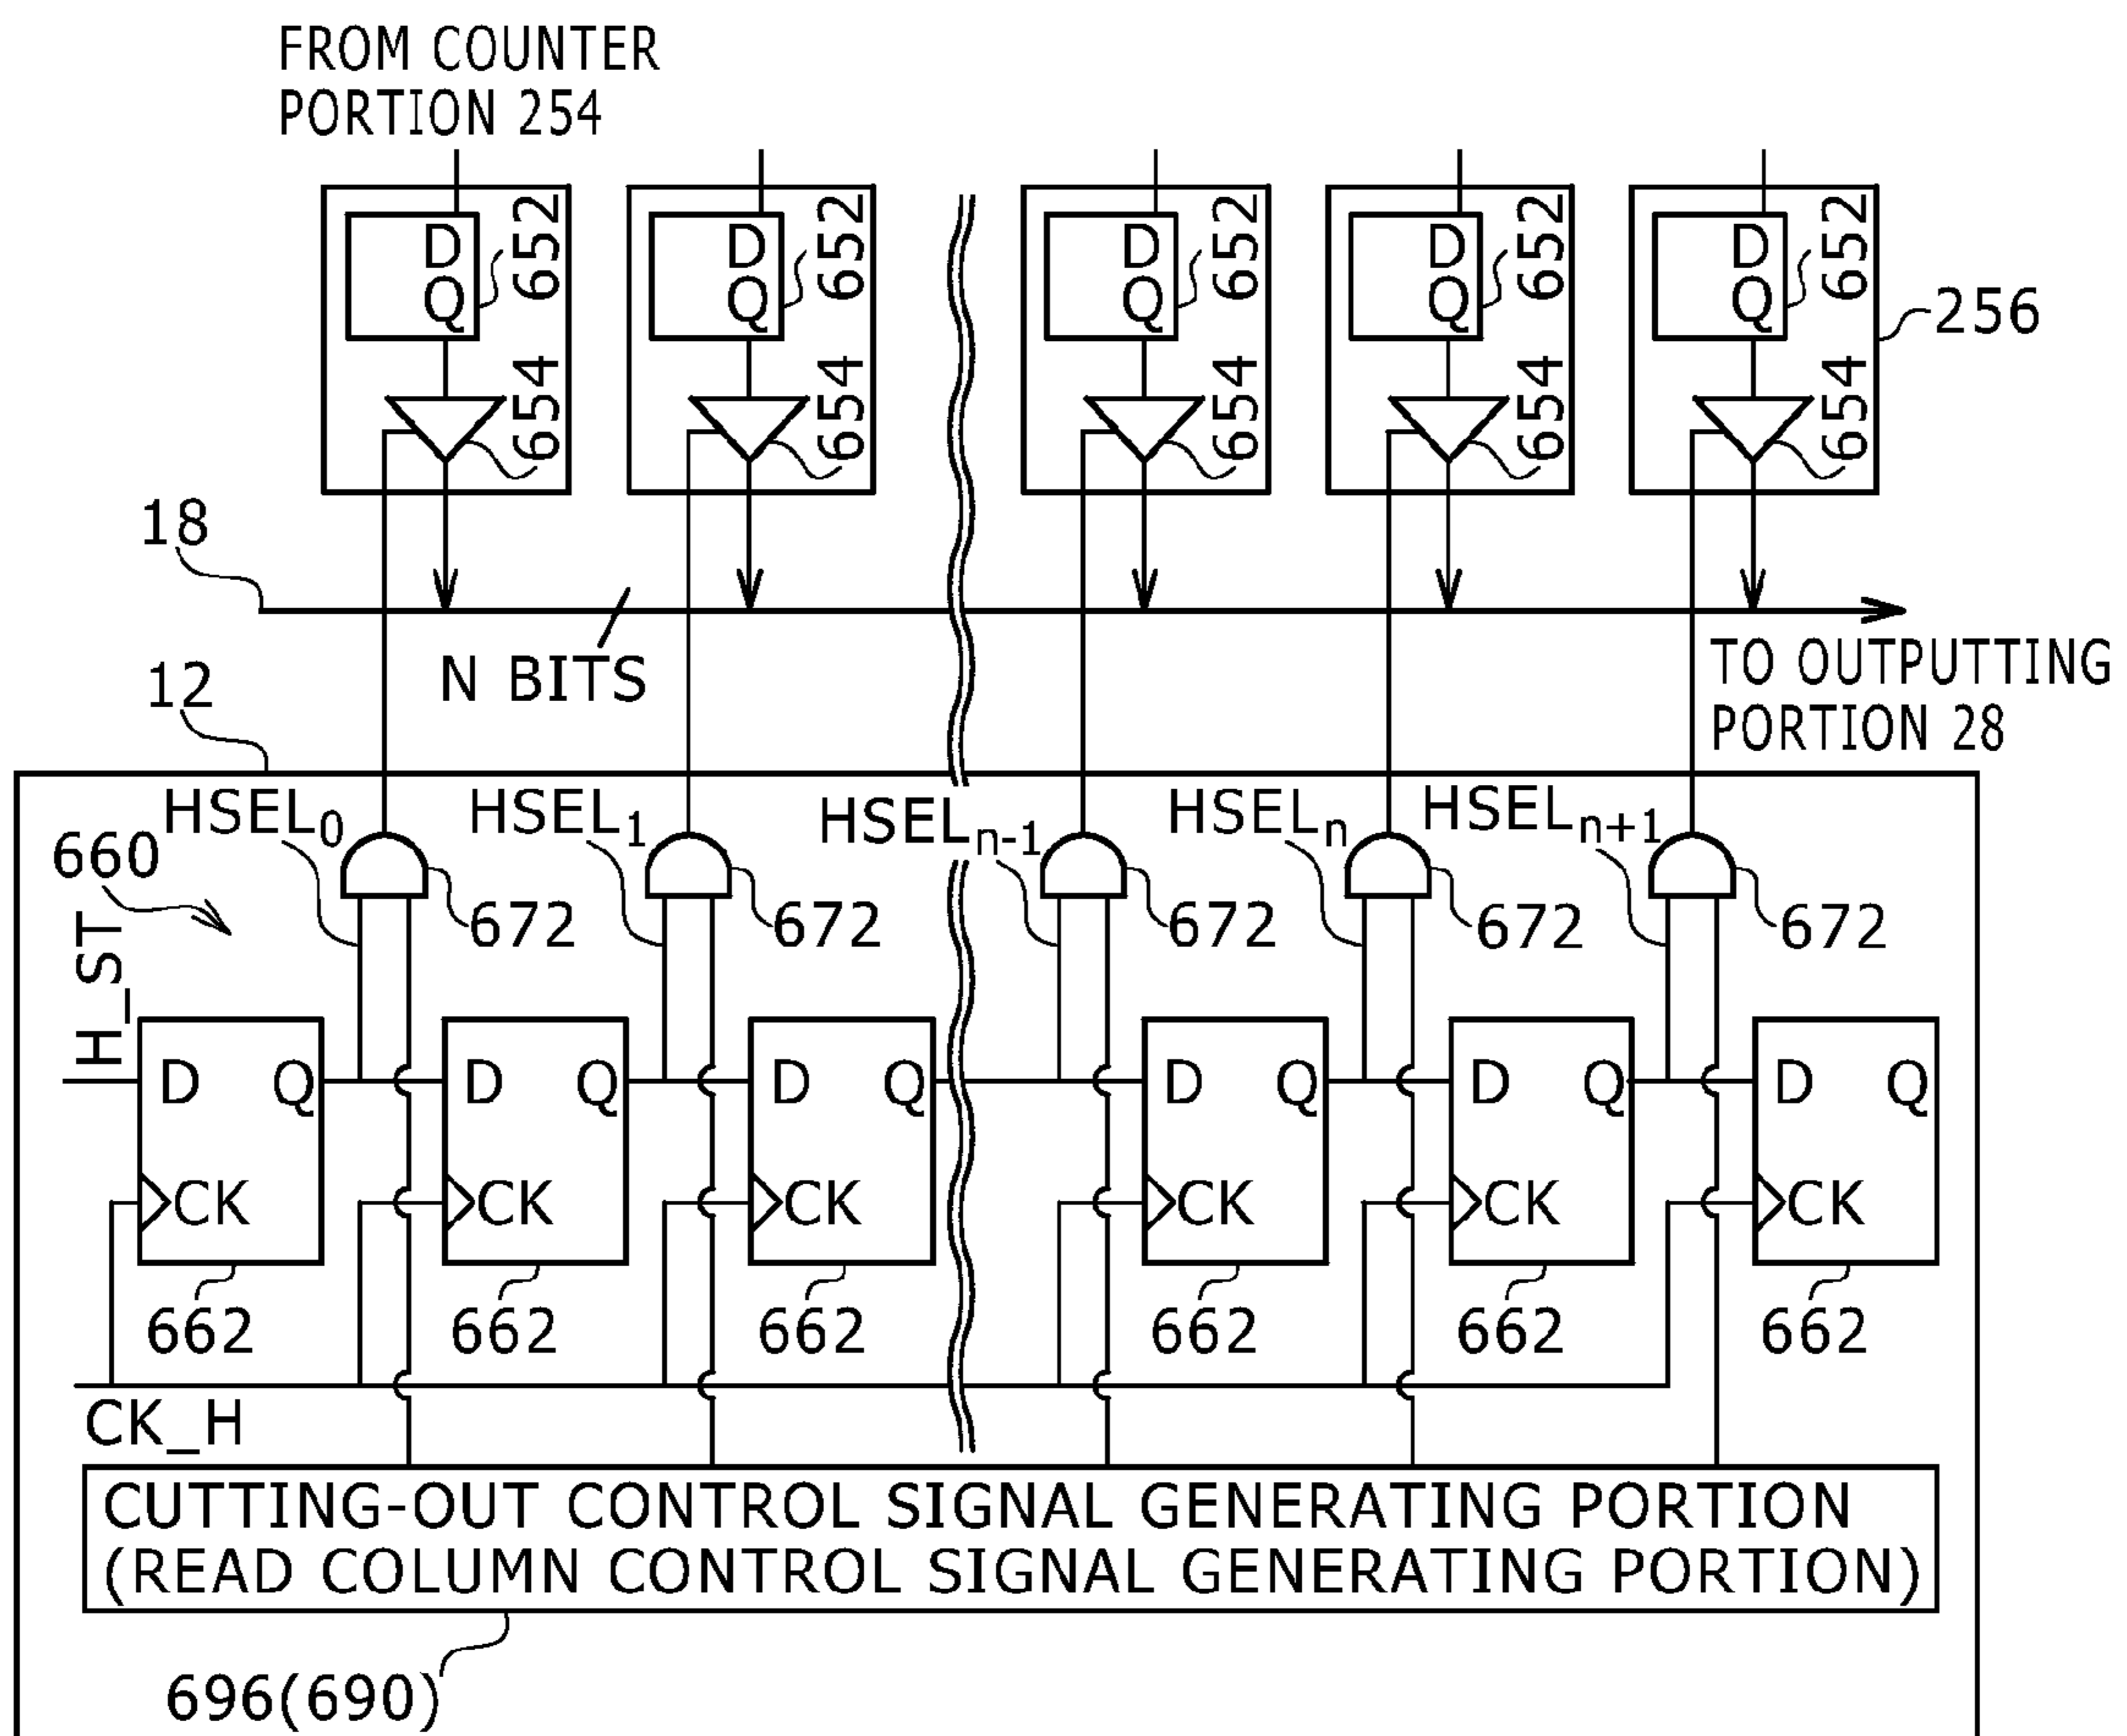 FROM COUNTER
PORTION 254
D D D D D
Q Q Q Q Q
652 652 652 652 652
256
654 654 654 654 654
18
N BITS
TO OUTPUTTING
PORTION 28
12
HSEL0 HSEL1 HSELn-1 HSELn HSELn+1
660
672 672 672 672 672
H_ST
D Q D Q D Q D Q D Q D Q
CK CK CK CK CK CK
662 662 662 662 662 662
CK_H
CUTTING-OUT CONTROL SIGNAL GENERATING PORTION
(READ COLUMN CONTROL SIGNAL GENERATING PORTION)
696(690)